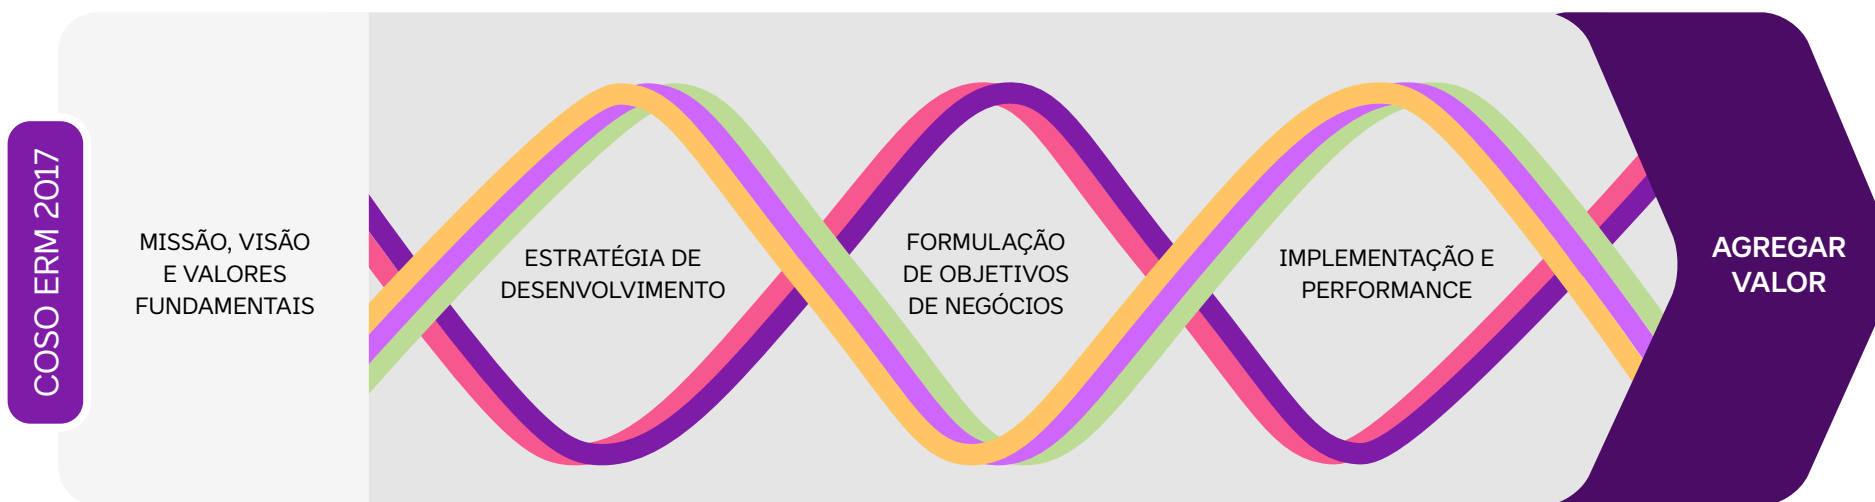 COSO ERM 2017
MISSÃO, VISÃO
E VALORES
FUNDAMENTAIS
ESTRATÉGIA DE
DESENVOLVIMENTO
FORMULAÇÃO
DE OBJETIVOS
DE NEGÓCIOS
IMPLEMENTAÇÃO E
PERFORMANCE
AGREGAR
VALOR